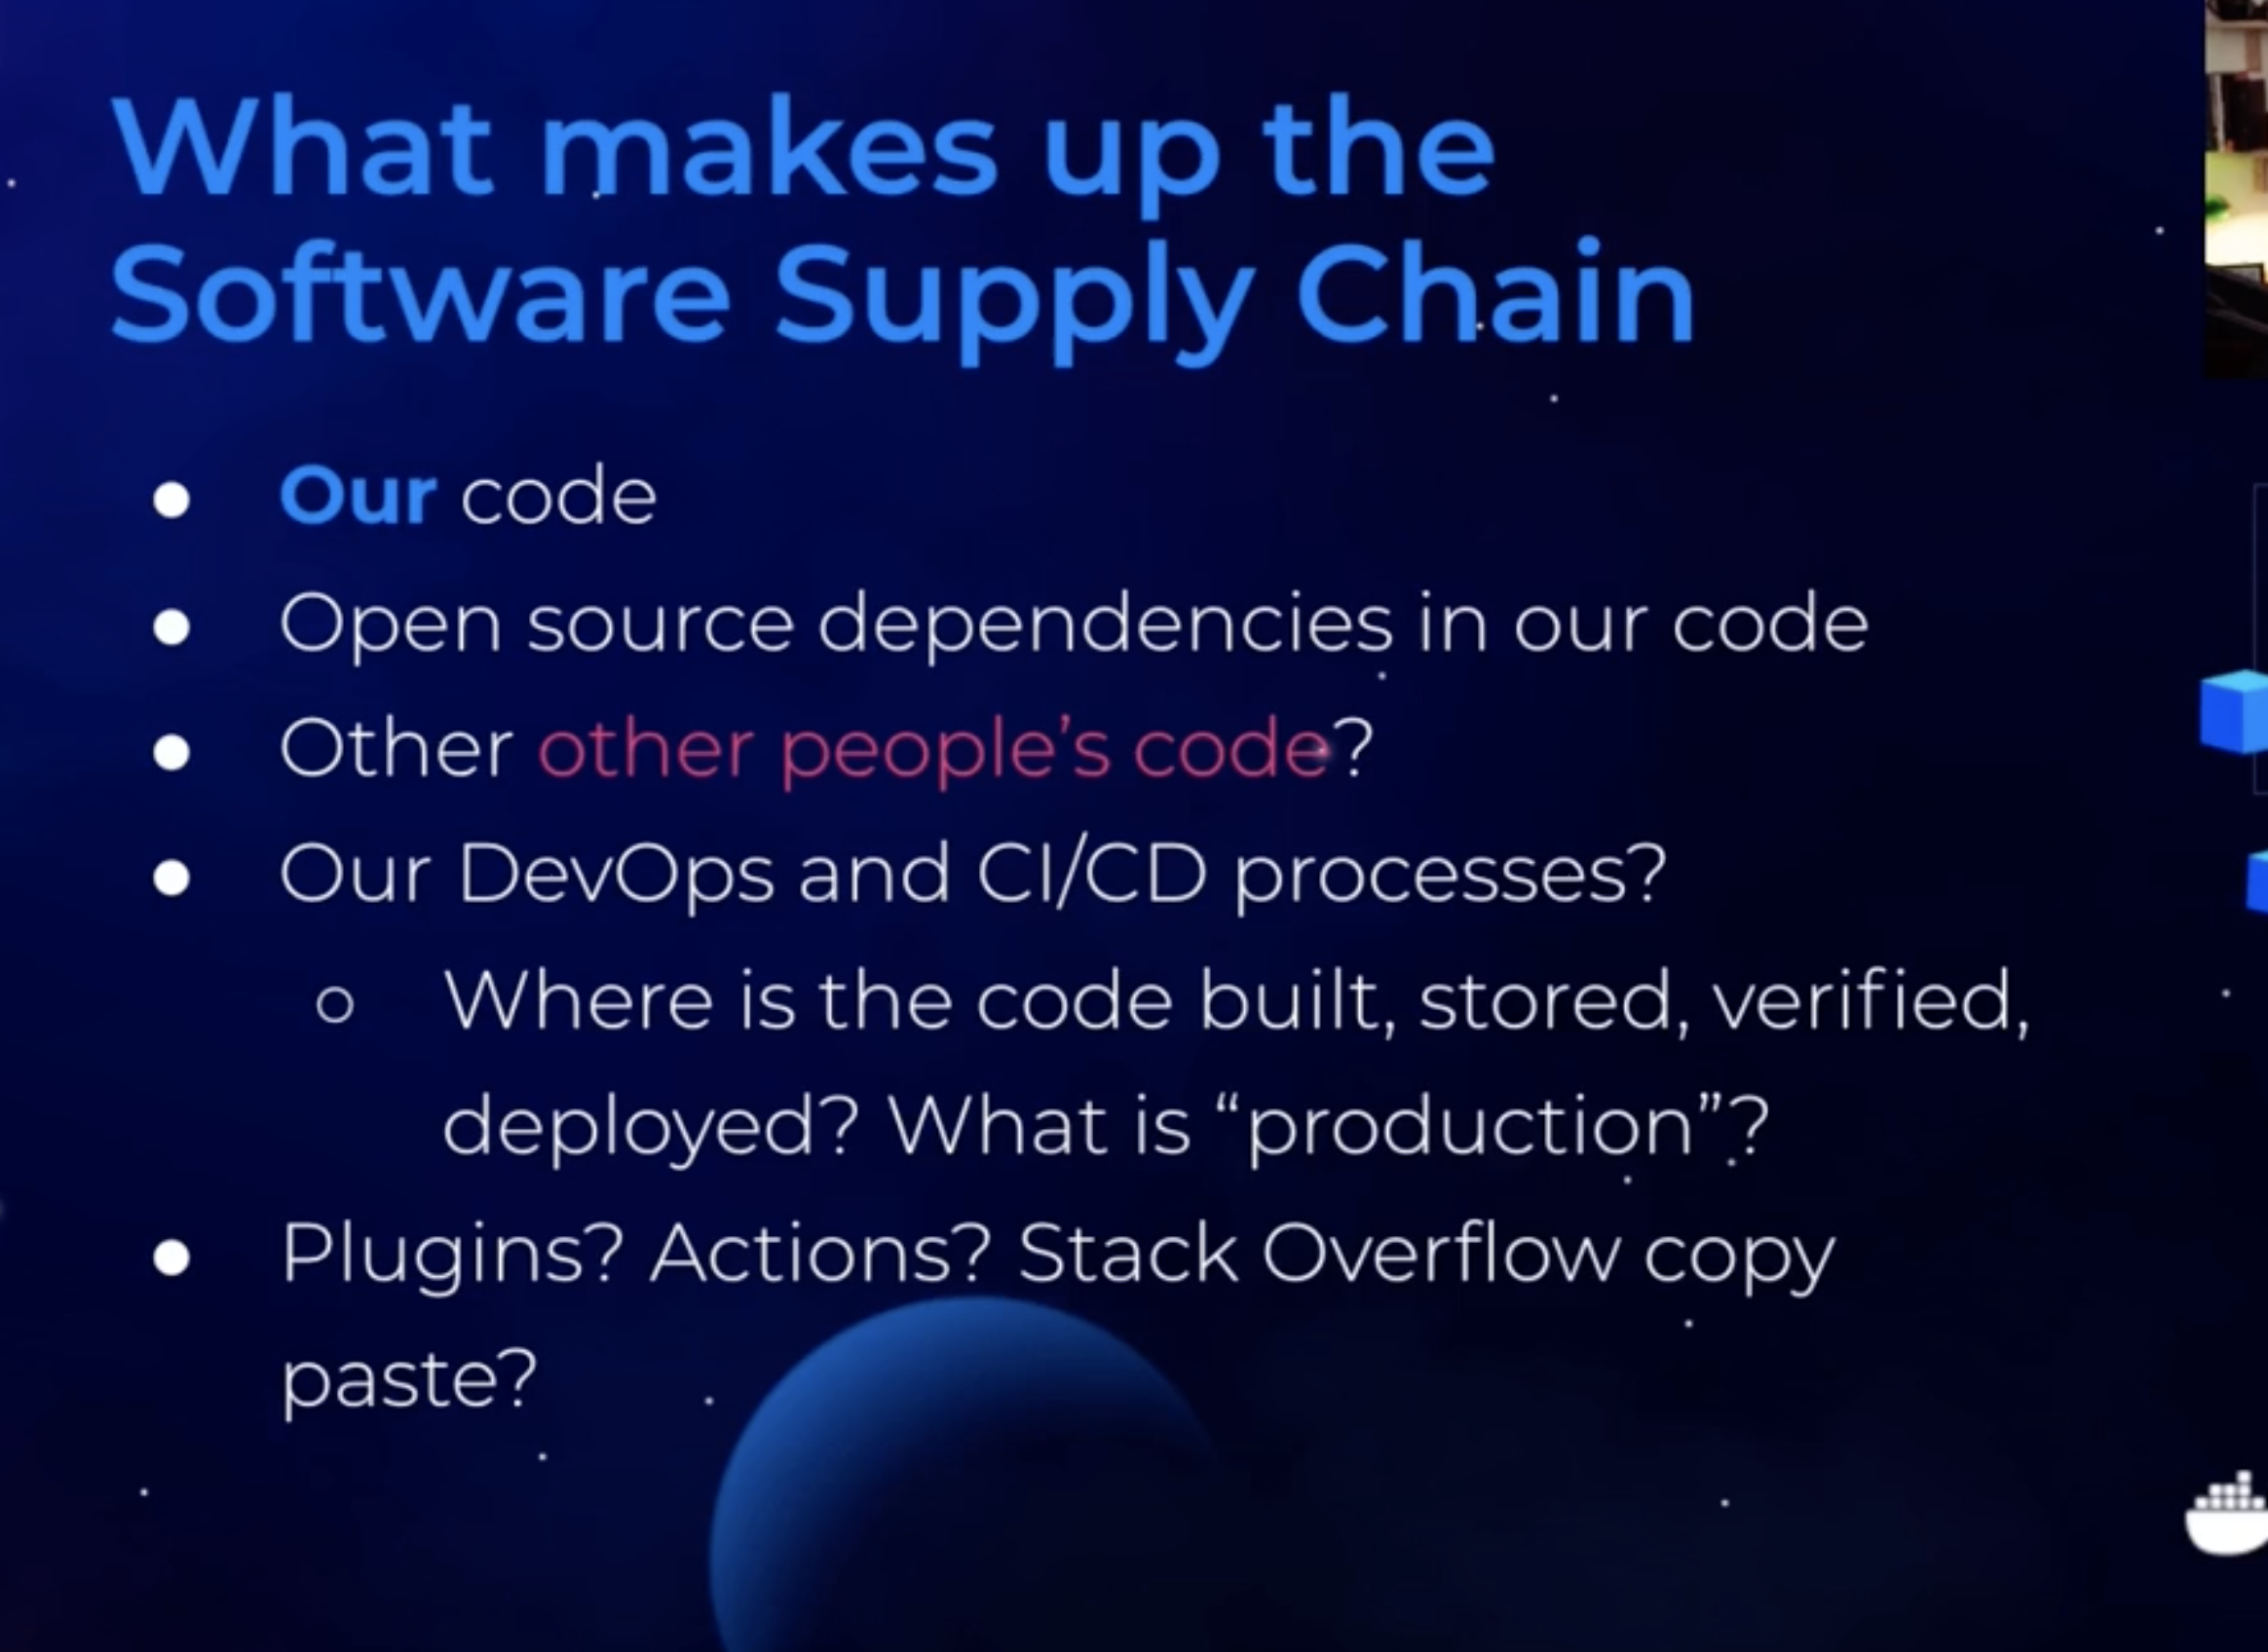 What makes up the
Software Supply Chain
● Our code
● Open source dependencies in our code
● Other other people’s code?
● Our DevOps and CI/CD processes?
○ Where is the code built, stored, verified,
deployed? What is “production”?
● Plugins? Actions? Stack Overflow copy
paste?